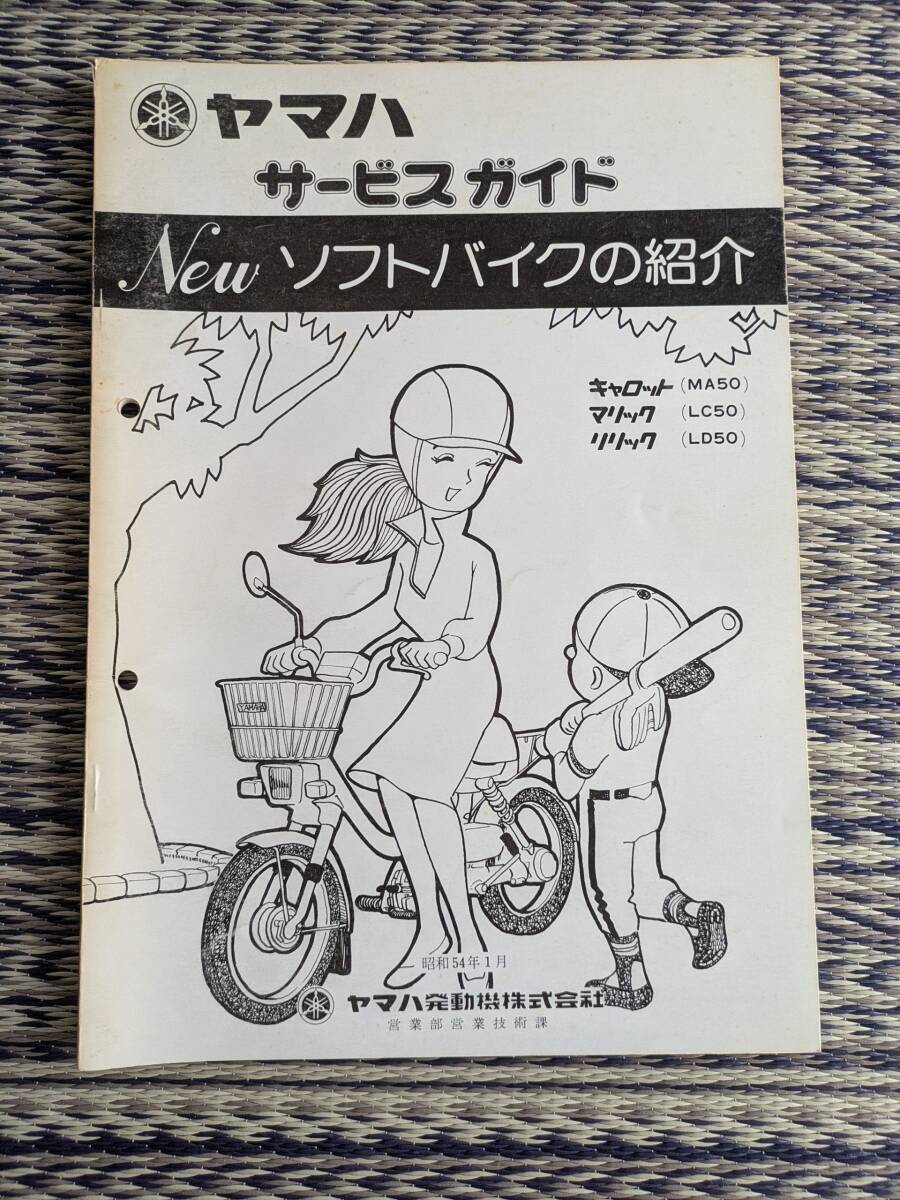 ヤマハ
サービスガイド
New ソフトバイクの紹介
キャロット (MA50)
マリック (LC50)
リリック (LD50)
YAMAHA
昭和54年1月
ヤマハ発動機株式会社
営業部営業技術課